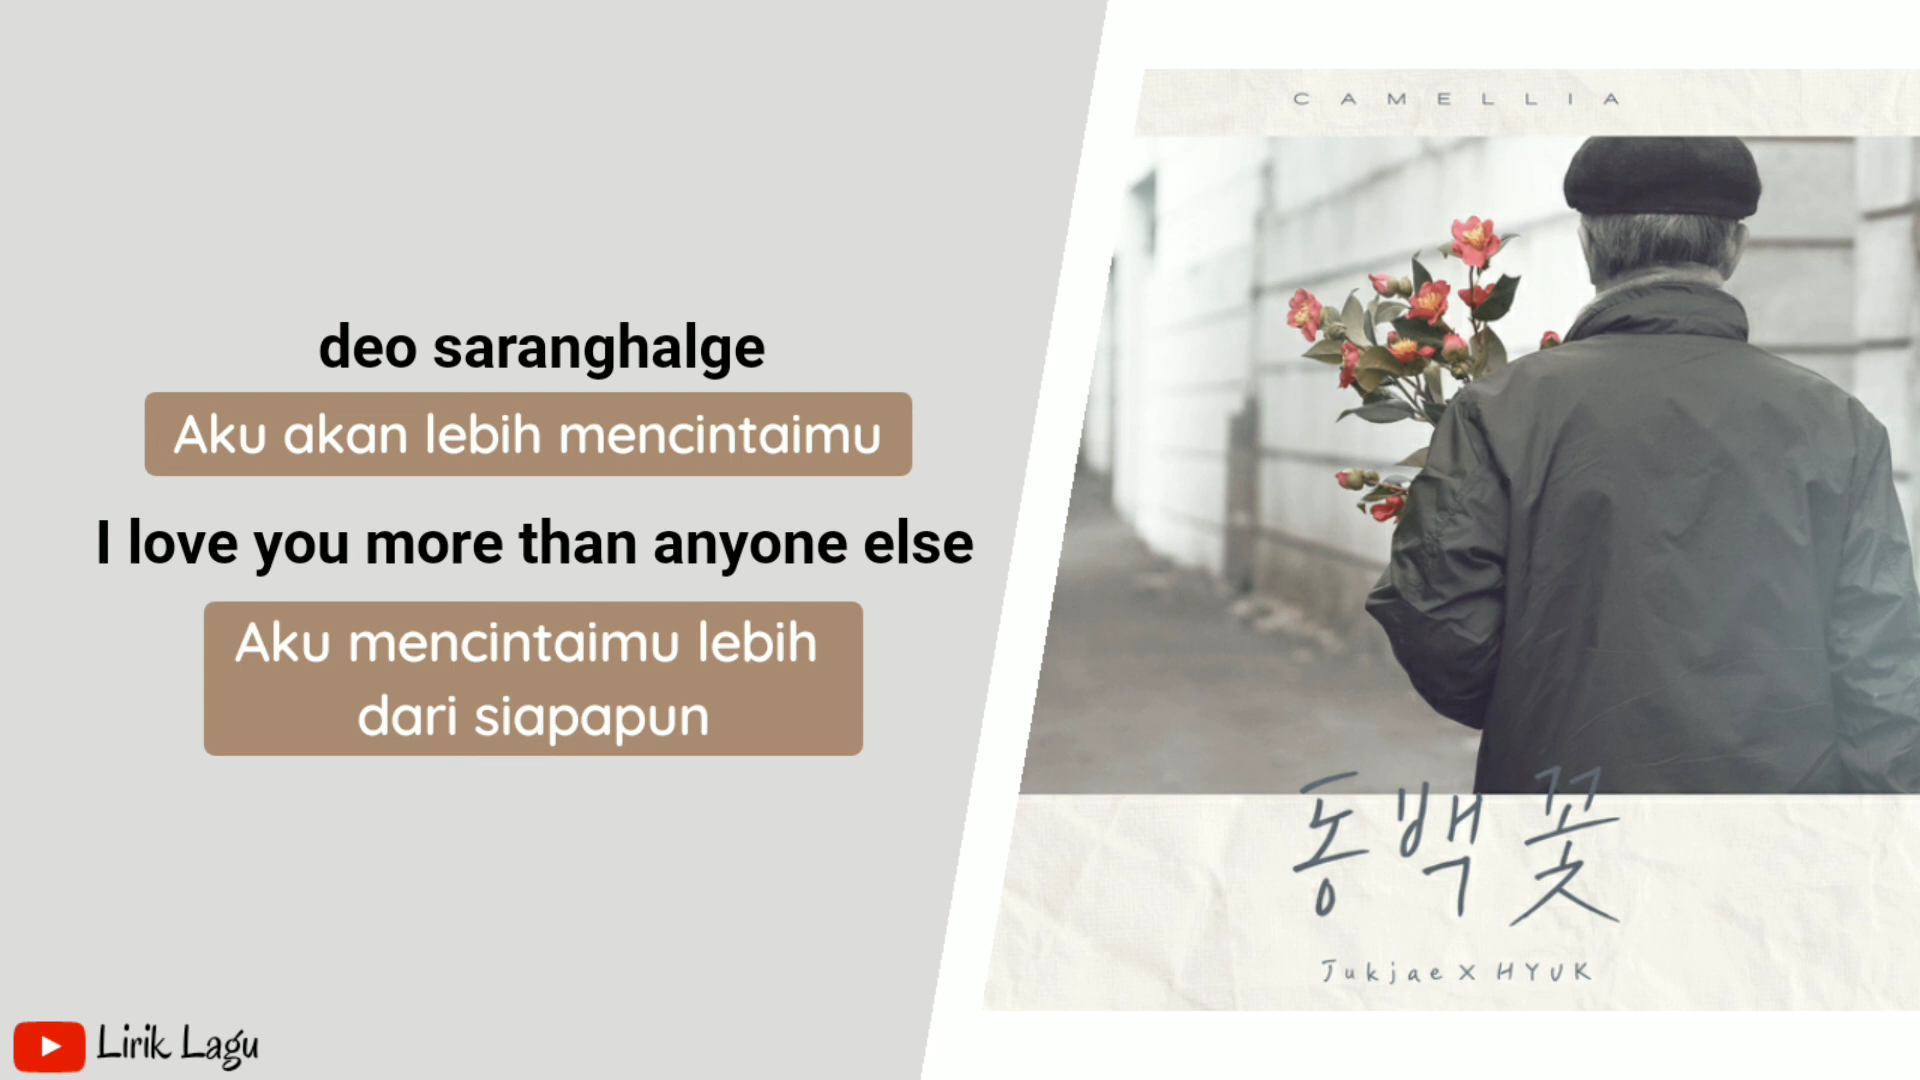 deo saranghalge
Aku akan lebih mencintaimu
I love you more than anyone else
Aku mencintaimu lebih
dari siapapun
Lirik Lagu
CAMELLIA
동백꽃
Jukjae X HYUK